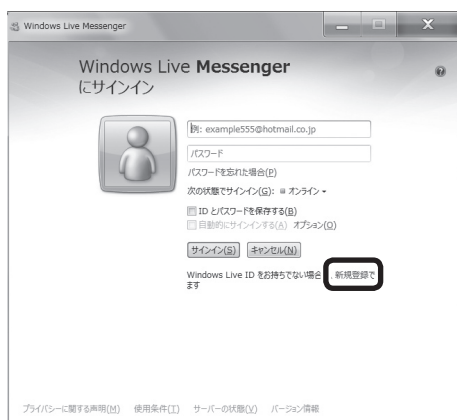 Windows Live Messenger
Windows Live Messenger
にサインイン
例: example555@hotmail.co.jp
パスワード
パスワードを忘れた場合(P)
次の状態でサインイン(G): オンライン
ID とパスワードを保存する(B)
自動的にサインインする(A) オプション(O)
サインイン(S) キャンセル(N)
Windows Live ID をお持ちでない場合 新規登録で
ます
プライバシーに関する声明(M) 使用条件(T) サーバーの状態(V) バージョン情報